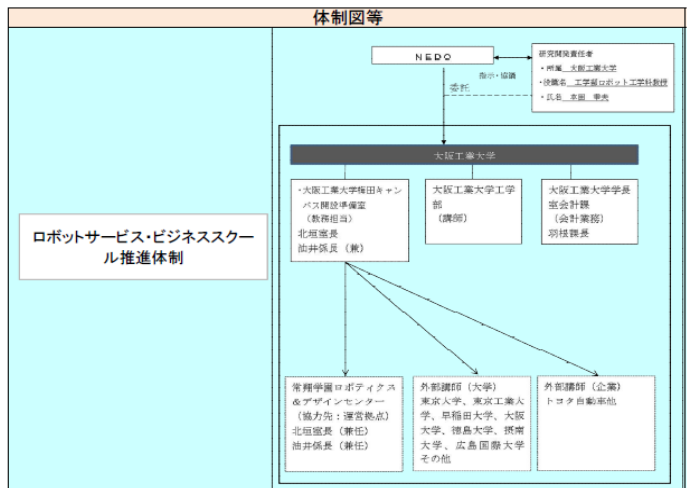 体制図等
NEDO
研究開発責任者
・所属 大阪工業大学
・役職名 工学部ロボット工学科教授
・氏名 本田 幸夫
指示・協議
委託
大阪工業大学
・大阪工業大学梅田キャン
パス開設準備室
(教務担当)
北垣室長
油井係長(兼)
大阪工業大学工学
部
(講師)
大阪工業大学学長
室会計課
(会計業務)
羽根課長
ロボットサービス・ビジネススクー
ル推進体制
常翔学園ロボティクス
&デザインセンター
(協力先:運営拠点)
北垣室長(兼任)
油井係長(兼任)
外部講師(大学)
東京大学、東京工業大
学、早稲田大学、大阪
大学、徳島大学、摂南
大学、広島国際大学
その他
外部講師(企業)
トヨタ自動車他